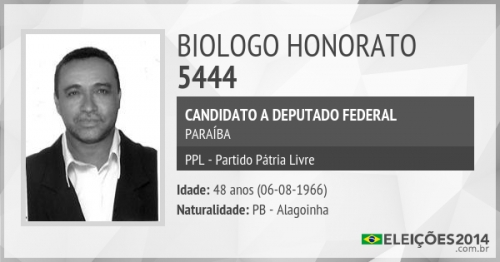 BIOLOGO HONORATO
5444
CANDIDATO A DEPUTADO FEDERAL
PARAÍBA
PPL - Partido Pátria Livre
Idade: 48 anos (06-08-1966)
Naturalidade: PB - Alagoinha
ELEIÇÕES2014
.com.br